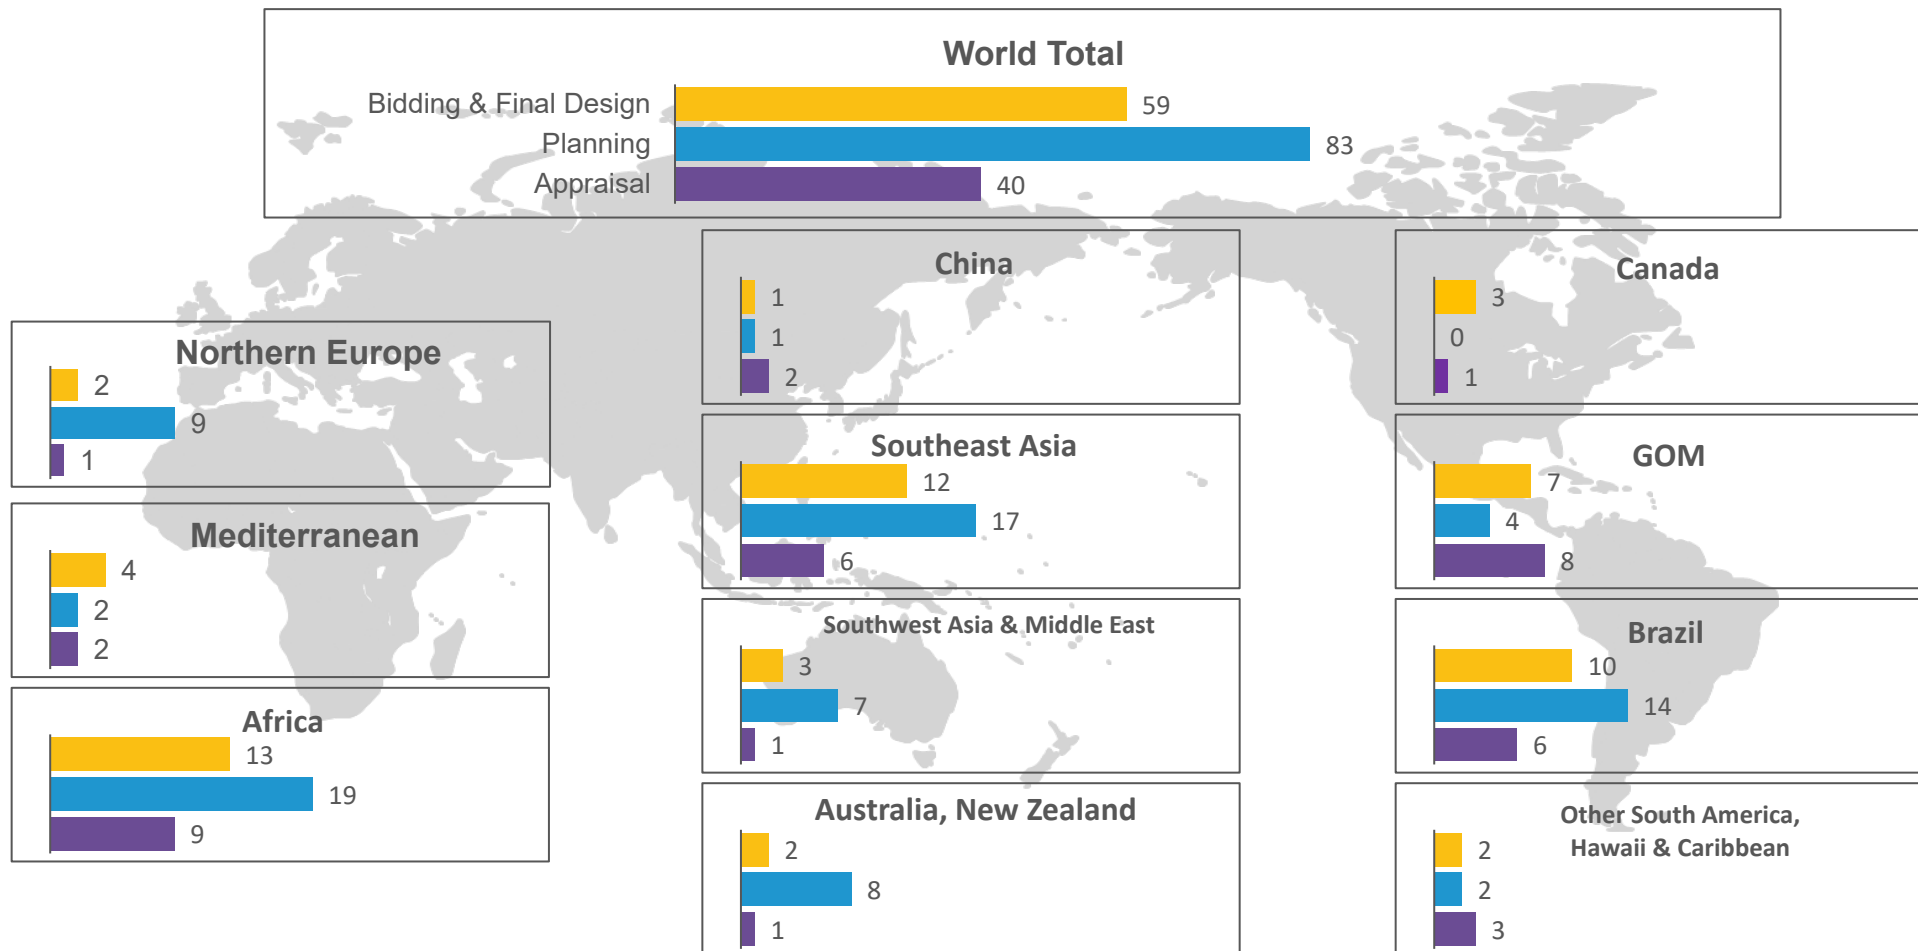 World Total
Bidding & Final Design
59
Planning
83
Appraisal
40
Northern Europe
2
9
1
Mediterranean
4
2
2
Africa
13
19
9
China
1
1
2
Southeast Asia
12
17
6
Southwest Asia & Middle East
3
7
1
Australia, New Zealand
2
8
1
Canada
3
0
1
GOM
7
4
8
Brazil
10
14
6
Other South America,
Hawaii & Caribbean
2
2
3